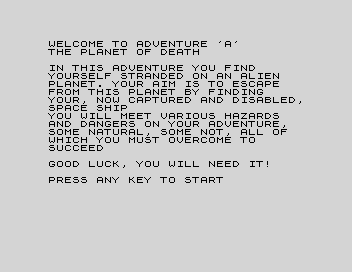 WELCOME TO ADVENTURE 'A'
THE PLANET OF DEATH
IN THIS ADVENTURE YOU FIND
YOURSELF STRANDED ON AN ALIEN
PLANET. YOUR AIM IS TO ESCAPE
FROM THIS PLANET BY FINDING
YOUR, NOW CAPTURED AND DISABLED,
SPACE SHIP
YOU WILL MEET VARIOUS HAZARDS
AND DANGERS ON YOUR ADVENTURE,
SOME NATURAL, SOME NOT, ALL OF
WHICH YOU MUST OVERCOME TO
SUCCEED
GOOD LUCK, YOU WILL NEED IT!
PRESS ANY KEY TO START